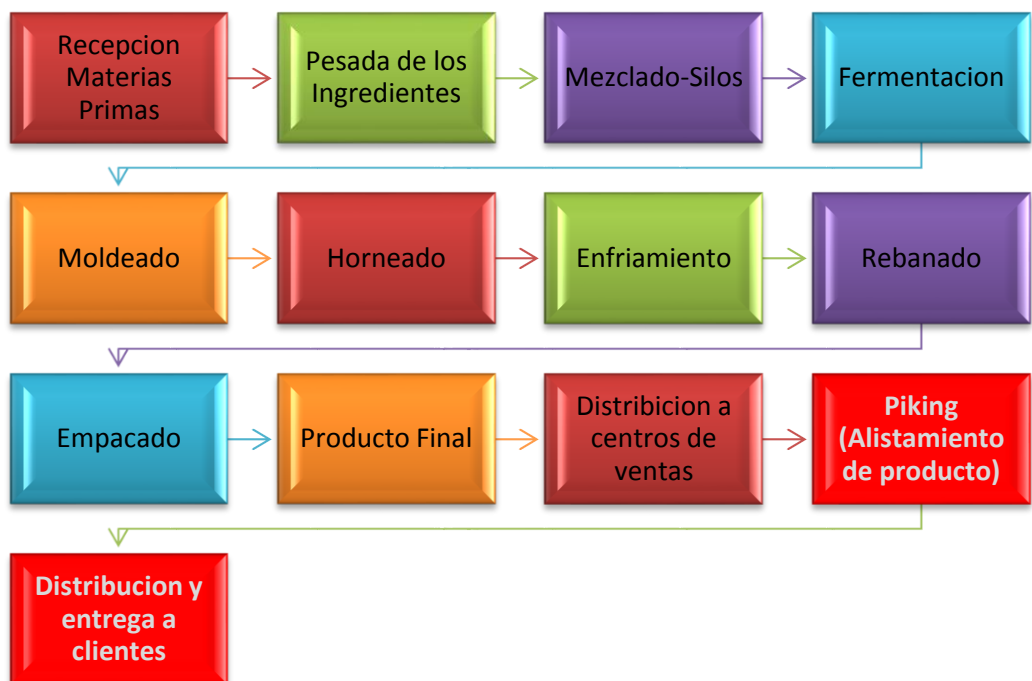 Recepcion
Materias
Primas
Pesada de los
Ingredientes
Mezclado-Silos
Fermentacion
Moldeado
Horneado
Enfriamiento
Rebanado
Empacado
Producto Final
Distribicion a
centros de
ventas
Piking
(Alistamiento
de producto)
Distribucion y
entrega a
clientes